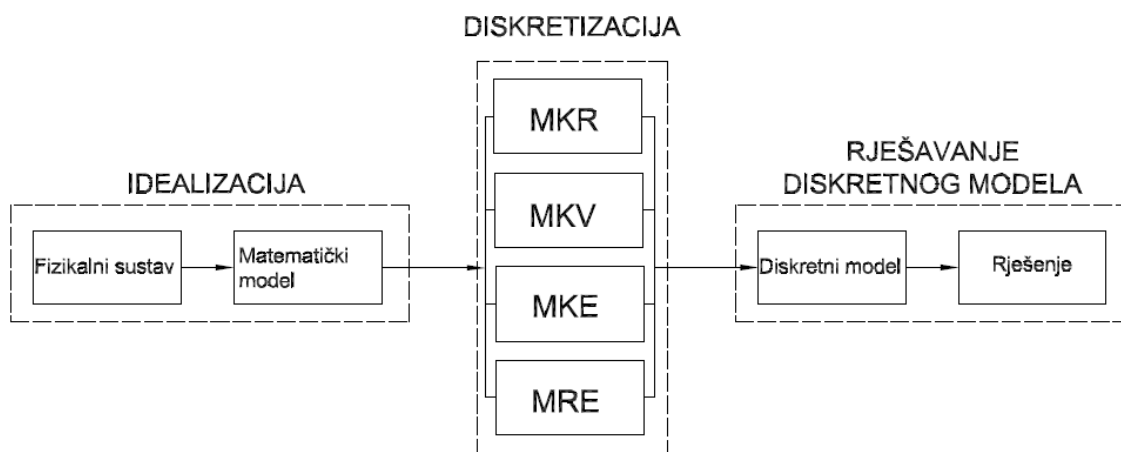 DISKRETIZACIJA
MKR
MKV
MKE
MRE
IDEALIZACIJA
Fizikalni sustav
Matematički
model
RJEŠAVANJE
DISKRETNOG MODELA
Diskretni model
Rješenje